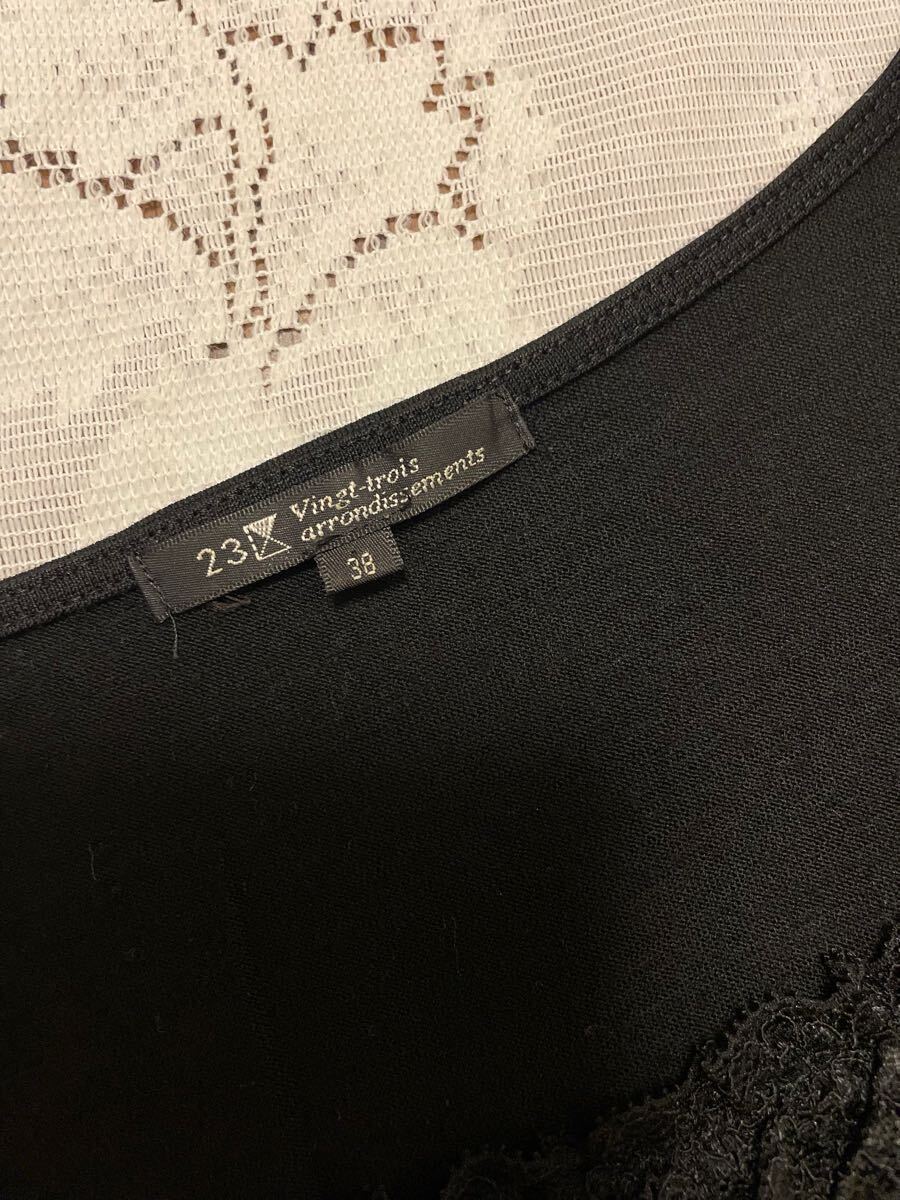 23
Vingt-trois
arrondissements
38